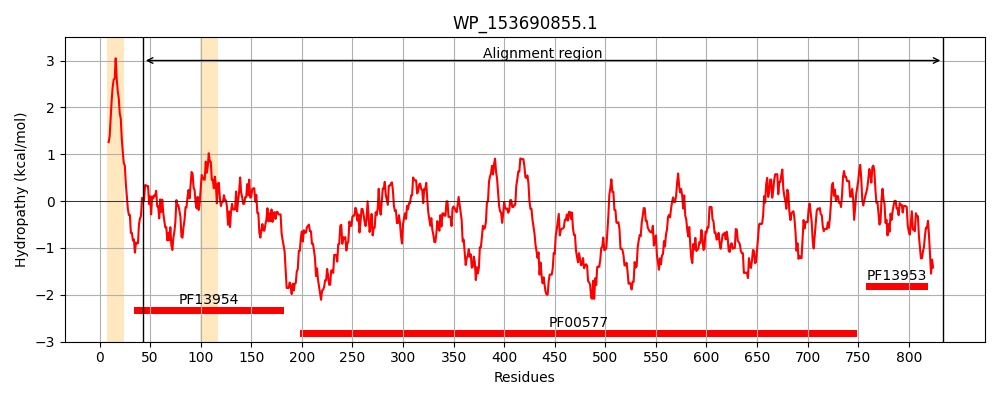 WP_153690855.1
Alignment region
3
2
1
0
−1
−2
−3
Hydropathy (kcal/mol)
PF13953
PF13954
PF00577
0 50 100 150 200 250 300 350 400 450 500 550 600 650 700 750 800
Residues